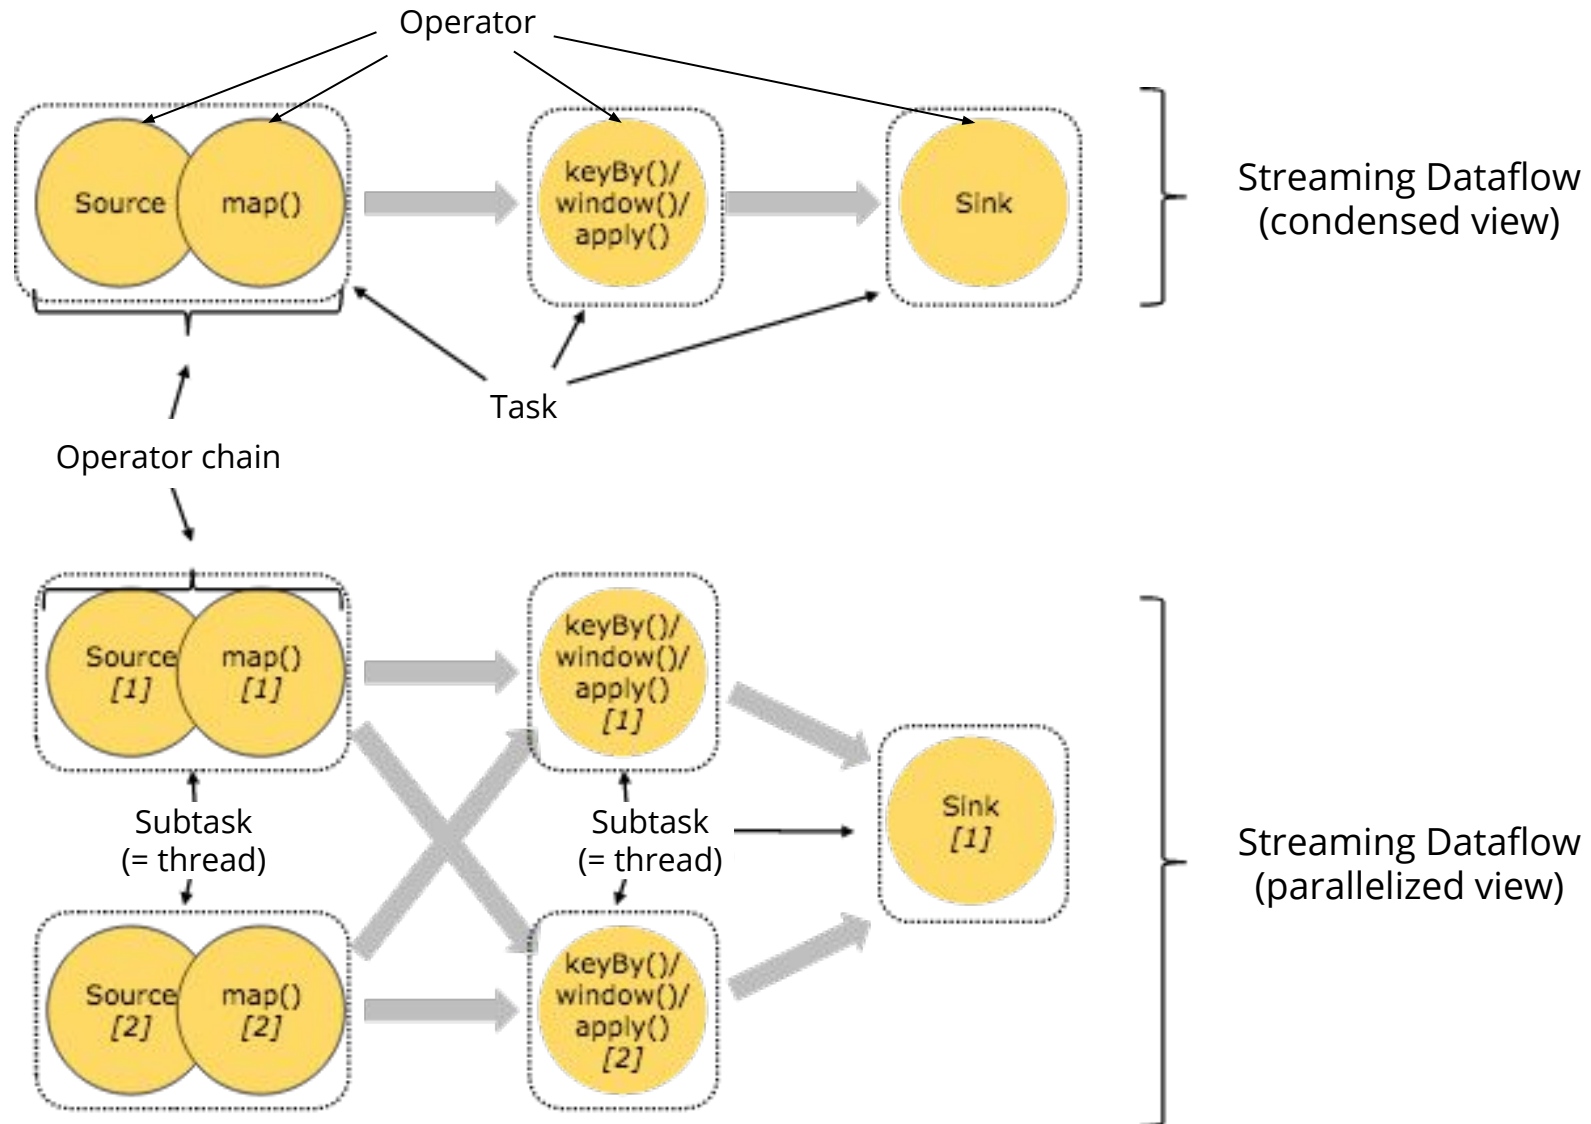 Operator
Source
map()
keyBy()/
window()/
apply()
Sink
Streaming Dataflow
(condensed view)
Task
Operator chain
Source
[1]
map()
[1]
keyBy()/
window()/
apply()
[1]
Subtask
(= thread)
Subtask
(= thread)
Sink
[1]
Streaming Dataflow
(parallelized view)
Source
[2]
map()
[2]
keyBy()/
window()/
apply()
[2]